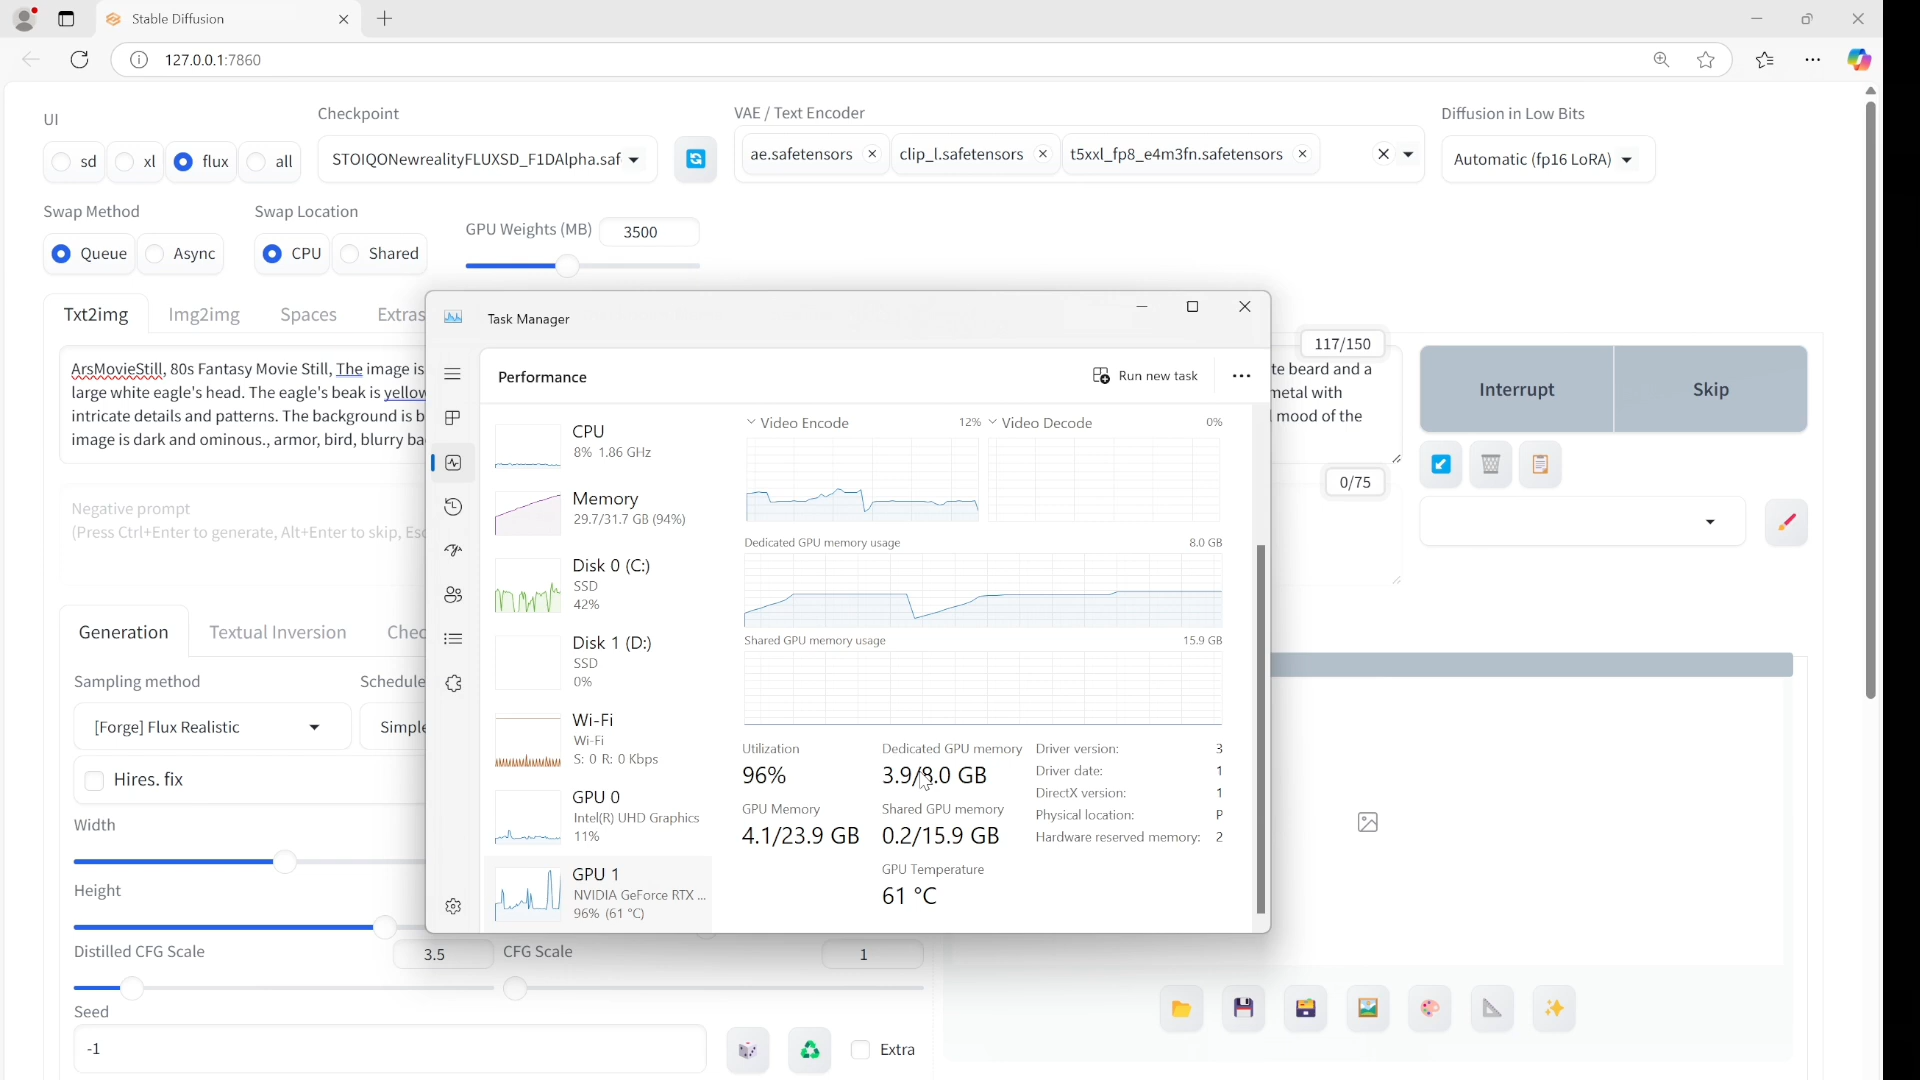 Stable Diffusion
127.0.0.1:7860
UI
Checkpoint
VAE / Text Encoder
Diffusion in Low Bits
sd
xl
flux
all
STOIQONewrealityFLUXSD_F1DAlpha.saf
ae.safetensors
clip_l.safetensors
t5xxl_fp8_e4m3fn.safetensors
Automatic (fp16 LoRA)
Swap Method
Swap Location
GPU Weights (MB)
3500
Queue
Async
CPU
Shared
Txt2img
Img2img
Spaces
Extras
117/150
ArsMovieStill, 80s Fantasy Movie Still, The image is
te beard and a
large white eagle's head. The eagle's beak is yellow
metal with
intricate details and patterns. The background is b
mood of the
image is dark and ominous., armor, bird, blurry ba
Interrupt
Skip
0/75
Negative prompt
(Press Ctrl+Enter to generate, Alt+Enter to skip, Esc
Generation
Textual Inversion
Chec
Sampling method
Schedule
[Forge] Flux Realistic
Simple
Hires. fix
Width
Height
Distilled CFG Scale
3.5
CFG Scale
1
Seed
-1
Extra
Task Manager
Performance
Run new task
CPU
8% 1.86 GHz
Memory
29.7/31.7 GB (94%)
Disk 0 (C:)
SSD
42%
Disk 1 (D:)
SSD
0%
Wi-Fi
Wi-Fi
S: 0 R: 0 Kbps
GPU 0
Intel(R) UHD Graphics
11%
GPU 1
NVIDIA GeForce RTX ...
96% (61 °C)
Video Encode
12%
Video Decode
0%
Dedicated GPU memory usage
8.0 GB
Shared GPU memory usage
15.9 GB
Utilization
96%
Dedicated GPU memory
3.9/8.0 GB
GPU Memory
4.1/23.9 GB
Shared GPU memory
0.2/15.9 GB
GPU Temperature
61 °C
Driver version: 3
Driver date: 1
DirectX version: 1
Physical location: P
Hardware reserved memory: 2